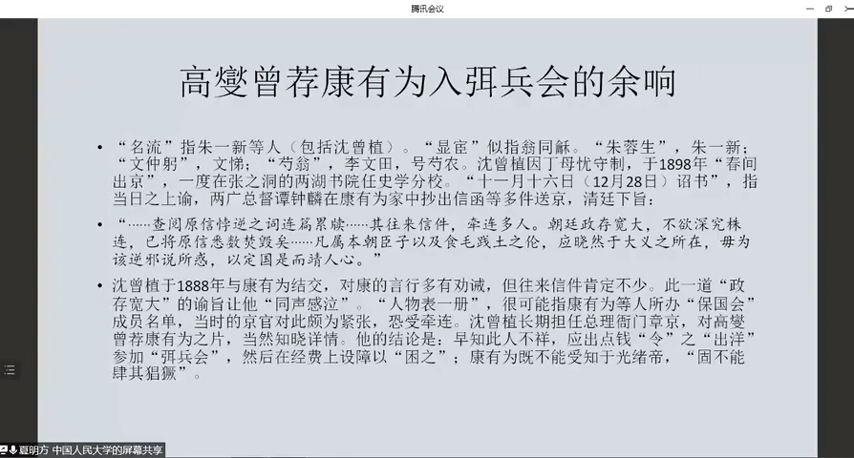 腾讯会议
高燮曾荐康有为入弭兵会的余响
• “名流”指朱一新等人（包括沈曾植）。“显宦”似指翁同龢。“朱蓉生”，朱一新；
“文仲躬”，文悌；“芍翁”，李文田，号芍农。沈曾植因丁母忧守制，于1898年“春间
出京”，一度在张之洞的两湖书院任史学分校。“十一月十六日（12月28日）诏书”，指
当日之上谕，两广总督谭钟麟在康有为家中抄出信函等多件送京，清廷下旨：
• “……查阅原信悖逆之词连篇累牍……其往来信件，牵连多人。朝廷政存宽大，不欲深究株
连，已将原信悉数焚毁矣……凡属本朝臣子以及食毛践土之伦，应晓然于大义之所在，毋为
该逆邪说所惑，以定国是而靖人心。”
• 沈曾植于1888年与康有为结交，对康的言行多有劝诫，但往来信件肯定不少。此一道“政
存宽大”的谕旨让他“同声感泣”。“人物表一册”，很可能指康有为等人所办“保国会”
成员名单，当时的京官对此颇为紧张，恐受牵连。沈曾植长期担任总理衙门章京，对高燮
曾荐康有为之片，当然知晓详情。他的结论是：早知此人不祥，应出点钱“令”之“出洋”
参加“弭兵会”，然后在经费上设障以“困之”；康有为既不能受知于光绪帝，“固不能
肆其猖獗”。
夏明方 中国人民大学的屏幕共享